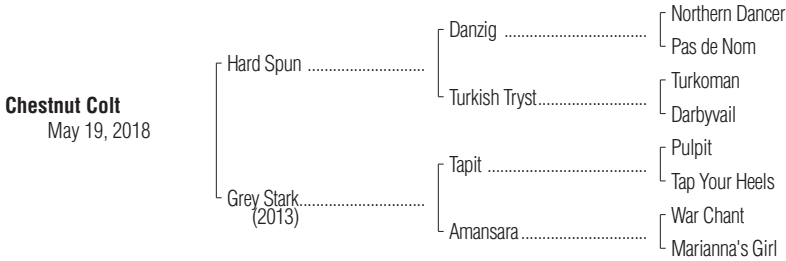 Northern Dancer
Danzig ................................
Pas de Nom
Hard Spun ..........................
Turkoman
Turkish Tryst........................
Darbyvail
Chestnut Colt
May 19, 2018
Pulpit
Tapit ...................................
Tap Your Heels
Grey Stark............................
(2013)
War Chant
Amansara ............................
Marianna's Girl